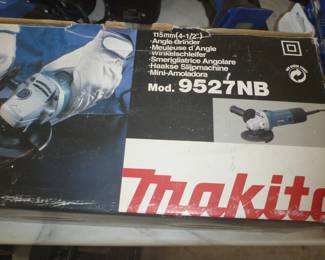 115mm(4-1/2")
·Angle Grinder
·Meuleuse d'Angle
·Winkelschleifer
·Smerigliatrice Angolare
·Haakse Slijpmachine
·Mini-Amoladora
Mod. 9527NB
makita